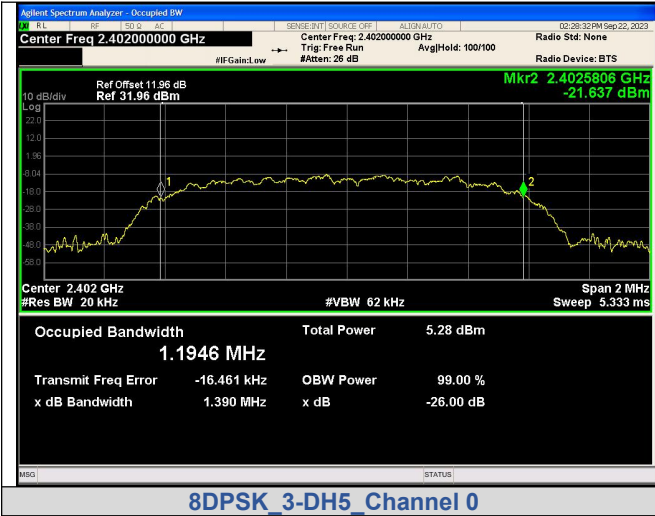 Agilent Spectrum Analyzer - Occupied BW
RL RF 50 Ω AC SENSE:INT SOURCE OFF ALIGN AUTO 02:28:32 PM Sep 22, 2023
Center Freq 2.402000000 GHz Center Freq: 2.402000000 GHz Radio Std: None
Trig: Free Run Avg|Hold: 100/100
#IFGain:Low #Atten: 26 dB Radio Device: BTS
Mkr2 2.4025806 GHz
-21.637 dBm
Ref Offset 11.96 dB
10 dB/div Ref 31.96 dBm
Log
22.0
12.0
1.96
-8.04
-18.0
-28.0
-38.0
-48.0
-58.0
1
2
Center 2.402 GHz Span 2 MHz
#Res BW 20 kHz #VBW 62 kHz Sweep 5.333 ms
Occupied Bandwidth Total Power 5.28 dBm
1.1946 MHz
Transmit Freq Error -16.461 kHz OBW Power 99.00 %
x dB Bandwidth 1.390 MHz x dB -26.00 dB
MSG STATUS
8DPSK_3-DH5_Channel 0